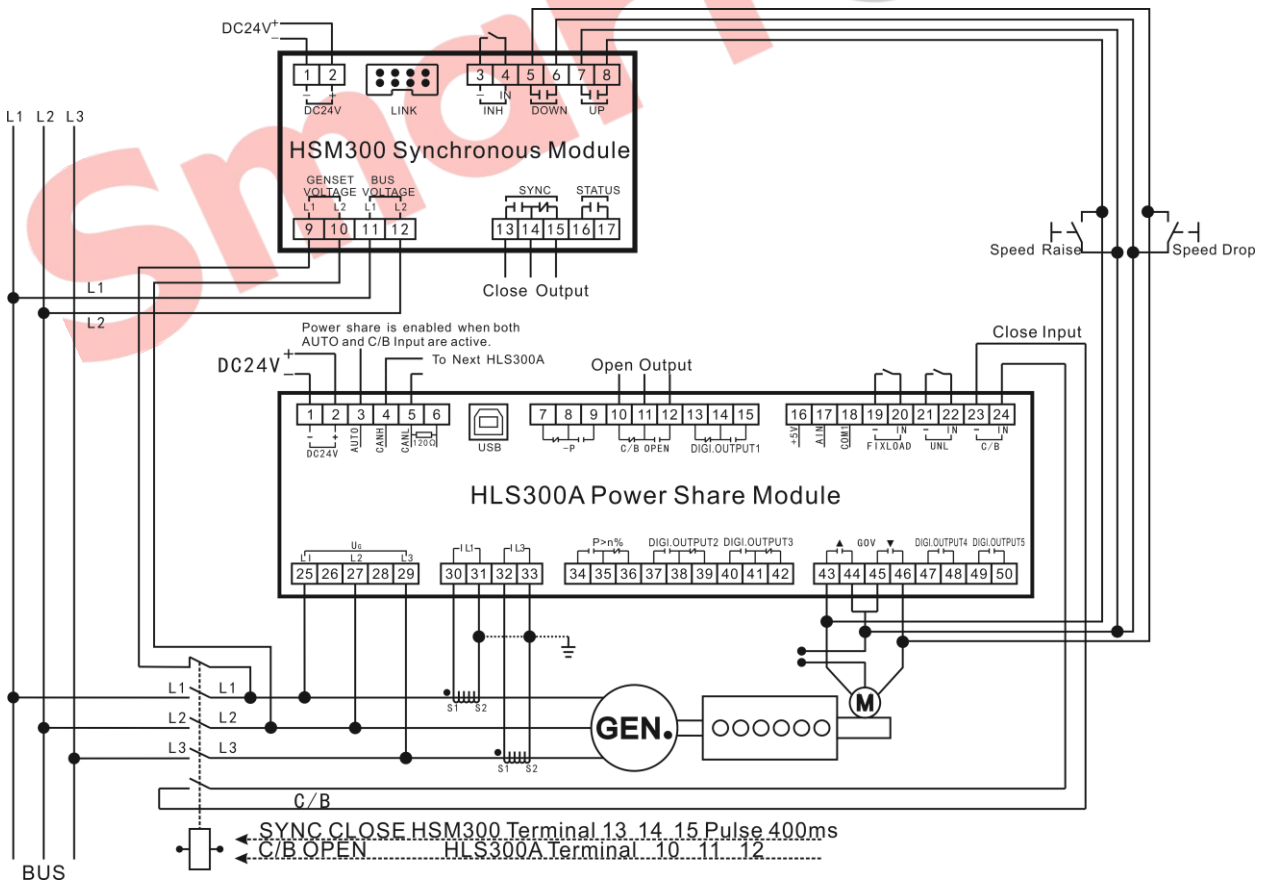 DC24V + −
1 2 3 4 5 6 7 8
− + − IN
DC24V LINK INH DOWN UP
L1 L2 L3
HSM300 Synchronous Module
GENSET VOLTAGE BUS VOLTAGE SYNC STATUS
L1 L2 L1 L2
9 10 11 12 13 14 15 16 17
Speed Raise Speed Drop
L1
Close Output
L2
Power share is enabled when both
AUTO and C/B Input are active.
Close Input
DC24V + −
To Next HLS300A
Open Output
1 2 3 4 5 6 7 8 9 10 11 12 13 14 15 16 17 18 19 20 21 22 23 24
− + AUTO CANH CANL 120Ω USB +5V AIN COM1 − IN − IN − IN
DC24V −P C/B OPEN DIGI.OUTPUT1 FIXLOAD UNL C/B
HLS300A Power Share Module
UG IL1 IL3 P>n% DIGI.OUTPUT2 DIGI.OUTPUT3 ▲ GOV ▼ DIGI.OUTPUT4 DIGI.OUTPUT5
L1 L2 L3
25 26 27 28 29 30 31 32 33 34 35 36 37 38 39 40 41 42 43 44 45 46 47 48 49 50
L1 L1
S1 S2
M
L2 L2
GEN.
L3 L3
S1 S2
C/B
SYNC CLOSE HSM300 Terminal 13 14 15 Pulse 400ms
C/B OPEN HLS300A Terminal 10 11 12
BUS
Smar